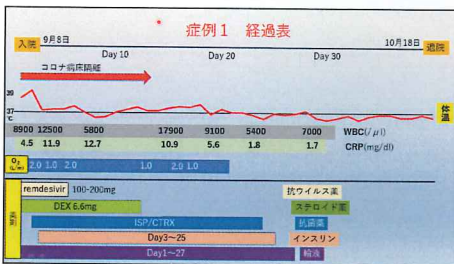 症例1 経過表
入院 9月8日 10月18日 退院
Day 10 Day 20 Day 30
コロナ病床隔離
39
37
℃
体温
8900 12500 5800 17900 9100 5400 7000 WBC(/μl)
4.5 11.9 12.7 10.9 5.6 1.8 1.7 CRP(mg/dl)
O2 (L/m) 2.0 1.0 2.0 1.0 2.0 1.0
薬剤
remdesivir 100-200mg 抗ウイルス薬
DEX 6.6mg ステロイド薬
ISP/CTRX 抗菌薬
Day3~25 インスリン
Day1~27 輸液